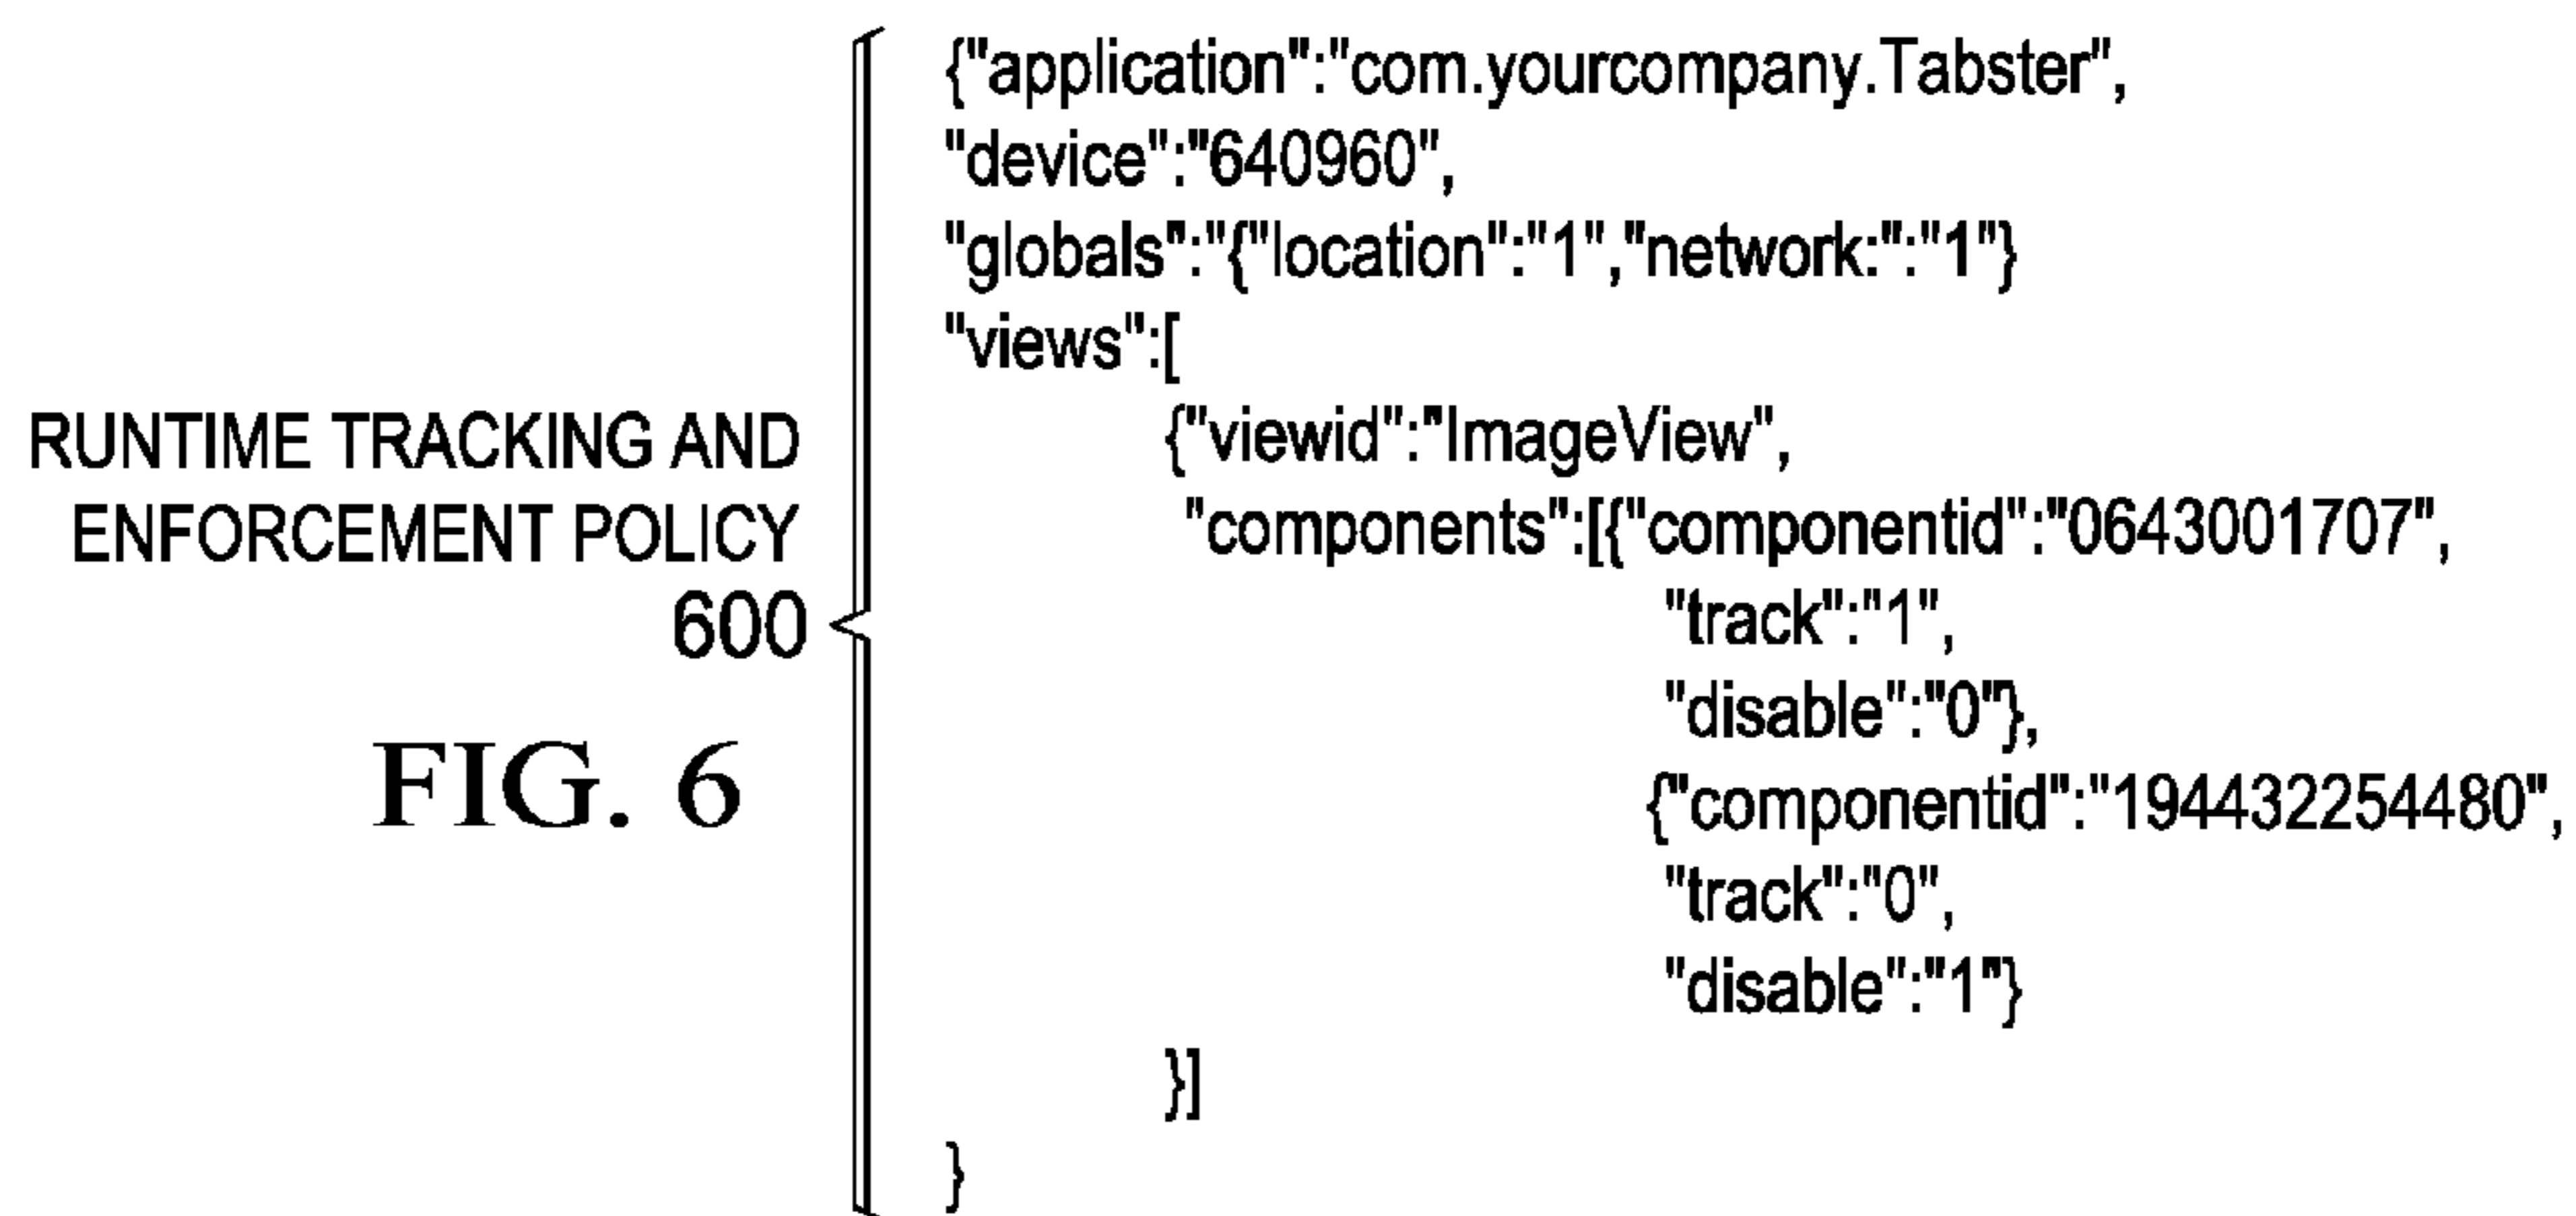 {"application":"com.yourcompany.Tabster",
"device":"640960",
"globals":"{"location":"1","network:":"1"}
"views":[
{"viewid":"ImageView",
"components":[{"componentid":"0643001707",
"track":"1",
"disable":"0"},
{"componentid":"194432254480",
"track":"0",
"disable":"1"}
}]
}
RUNTIME TRACKING AND
ENFORCEMENT POLICY
600
FIG. 6